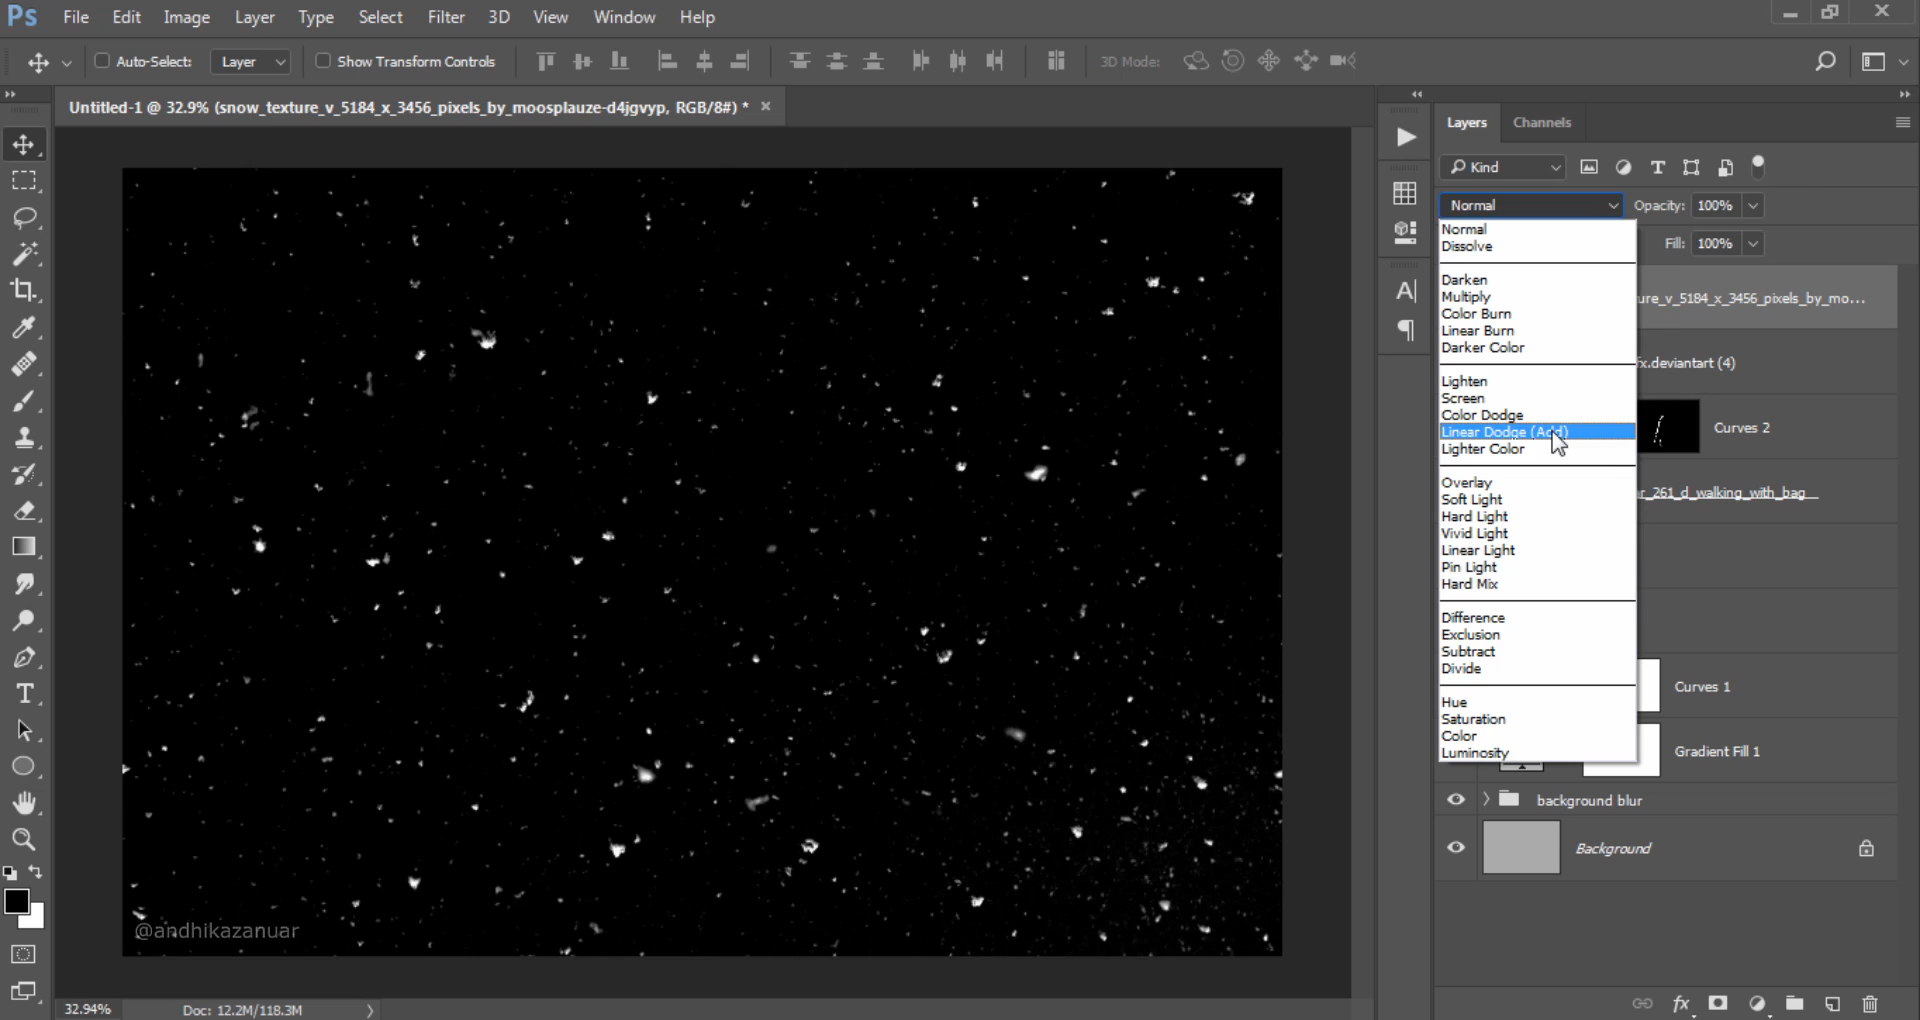 Ps File Edit Image Layer Type Select Filter 3D View Window Help
Auto-Select: Layer Show Transform Controls 3D Mode:
Untitled-1 @ 32.9% (snow_texture_v_5184_x_3456_pixels_by_moosplauze-d4jgvyp, RGB/8#) *
Layers Channels
Kind
Normal Opacity: 100%
Fill: 100%
Normal
Dissolve
Darken
Multiply
Color Burn
Linear Burn
Darker Color
Lighten
Screen
Color Dodge
Linear Dodge (Add)
Lighter Color
Overlay
Soft Light
Hard Light
Vivid Light
Linear Light
Pin Light
Hard Mix
Difference
Exclusion
Subtract
Divide
Hue
Saturation
Color
Luminosity
ure_v_5184_x_3456_pixels_by_mo...
fx.deviantart (4)
Curves 2
r_261_d_walking_with_bag
Curves 1
Gradient Fill 1
background blur
Background
@andhikazanuar
32.94% Doc: 12.2M/118.3M